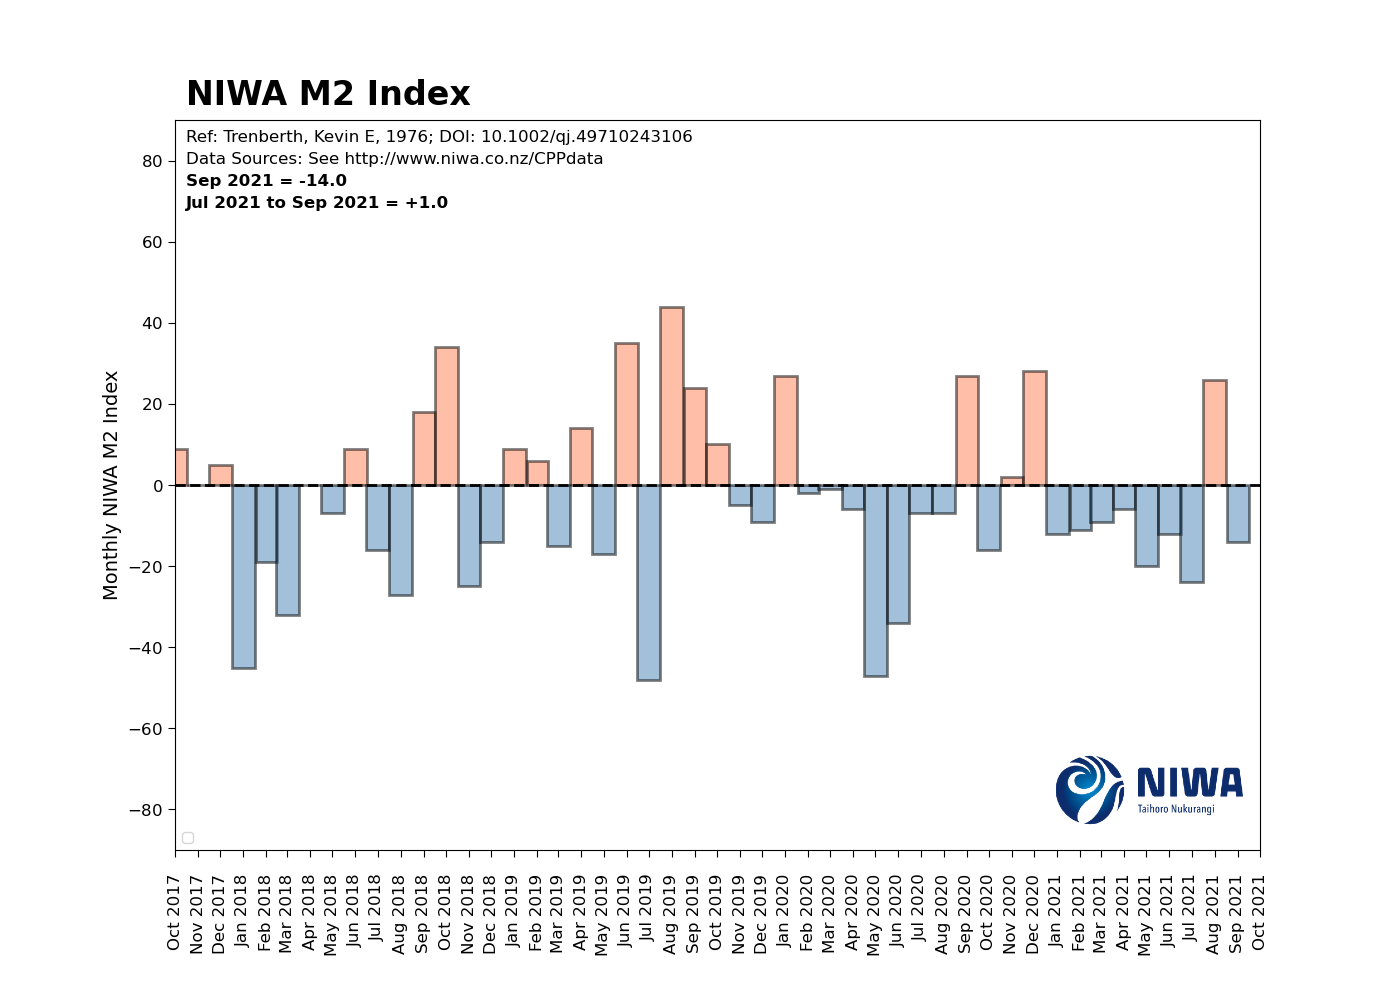 NIWA M2 Index
Ref: Trenberth, Kevin E, 1976; DOI: 10.1002/qj.49710243106
Data Sources: See http://www.niwa.co.nz/CPPdata
Sep 2021 = -14.0
Jul 2021 to Sep 2021 = +1.0
Monthly NIWA M2 Index
80
60
40
20
0
−20
−40
−60
−80
NIWA
Taihoro Nukurangi
Oct 2017
Nov 2017
Dec 2017
Jan 2018
Feb 2018
Mar 2018
Apr 2018
May 2018
Jun 2018
Jul 2018
Aug 2018
Sep 2018
Oct 2018
Nov 2018
Dec 2018
Jan 2019
Feb 2019
Mar 2019
Apr 2019
May 2019
Jun 2019
Jul 2019
Aug 2019
Sep 2019
Oct 2019
Nov 2019
Dec 2019
Jan 2020
Feb 2020
Mar 2020
Apr 2020
May 2020
Jun 2020
Jul 2020
Aug 2020
Sep 2020
Oct 2020
Nov 2020
Dec 2020
Jan 2021
Feb 2021
Mar 2021
Apr 2021
May 2021
Jun 2021
Jul 2021
Aug 2021
Sep 2021
Oct 2021